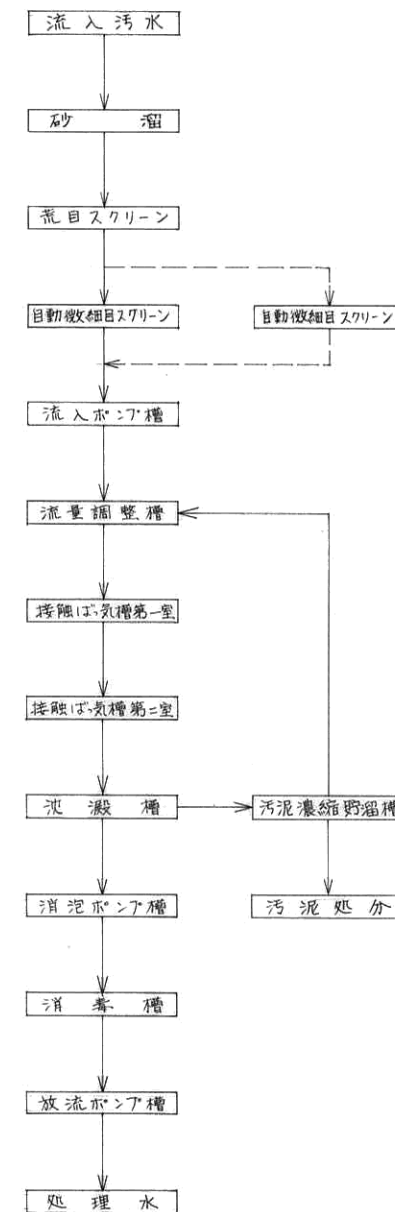 流入汚水
砂溜
荒目スクリーン
自動微細目スクリーン
自動微細目スクリーン
流入ポンプ槽
流量調整槽
接触ばっ気槽第一室
接触ばっ気槽第二室
沈澱槽
汚泥濃縮貯溜槽
消泡ポンプ槽
汚泥処分
消毒槽
放流ポンプ槽
処理水